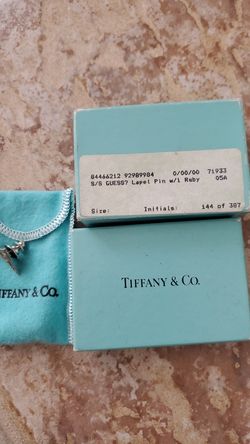 84466212 92989984 0/00/00 71933
S/S GUESS? Lapel Pin w/1 Ruby 05A
Size: Initials: 144 of 387
TIFFANY & CO.
TIFFANY & CO.